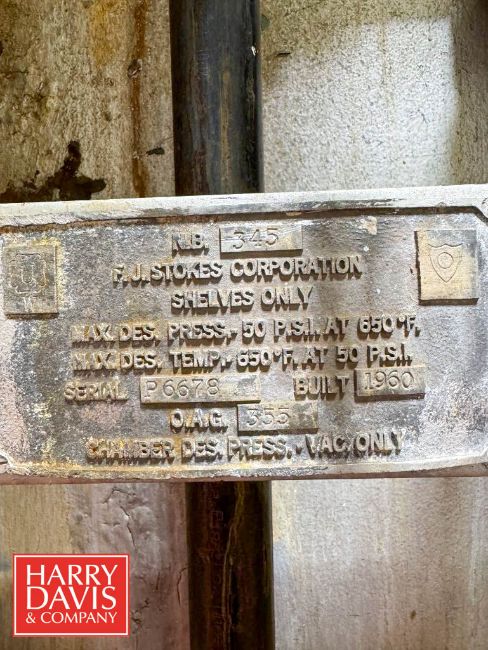 N.B. 345
F. J. STOKES CORPORATION
SHELVES ONLY
MAX. DES. PRESS.- 50 P.S.I. AT 650°F.
MAX. DES. TEMP.- 650°F. AT 50 P.S.I.
SERIAL P6678 BUILT 1960
O.A.G. 355
CHAMBER DES. PRESS. - VAC. ONLY
HARRY
DAVIS
& COMPANY